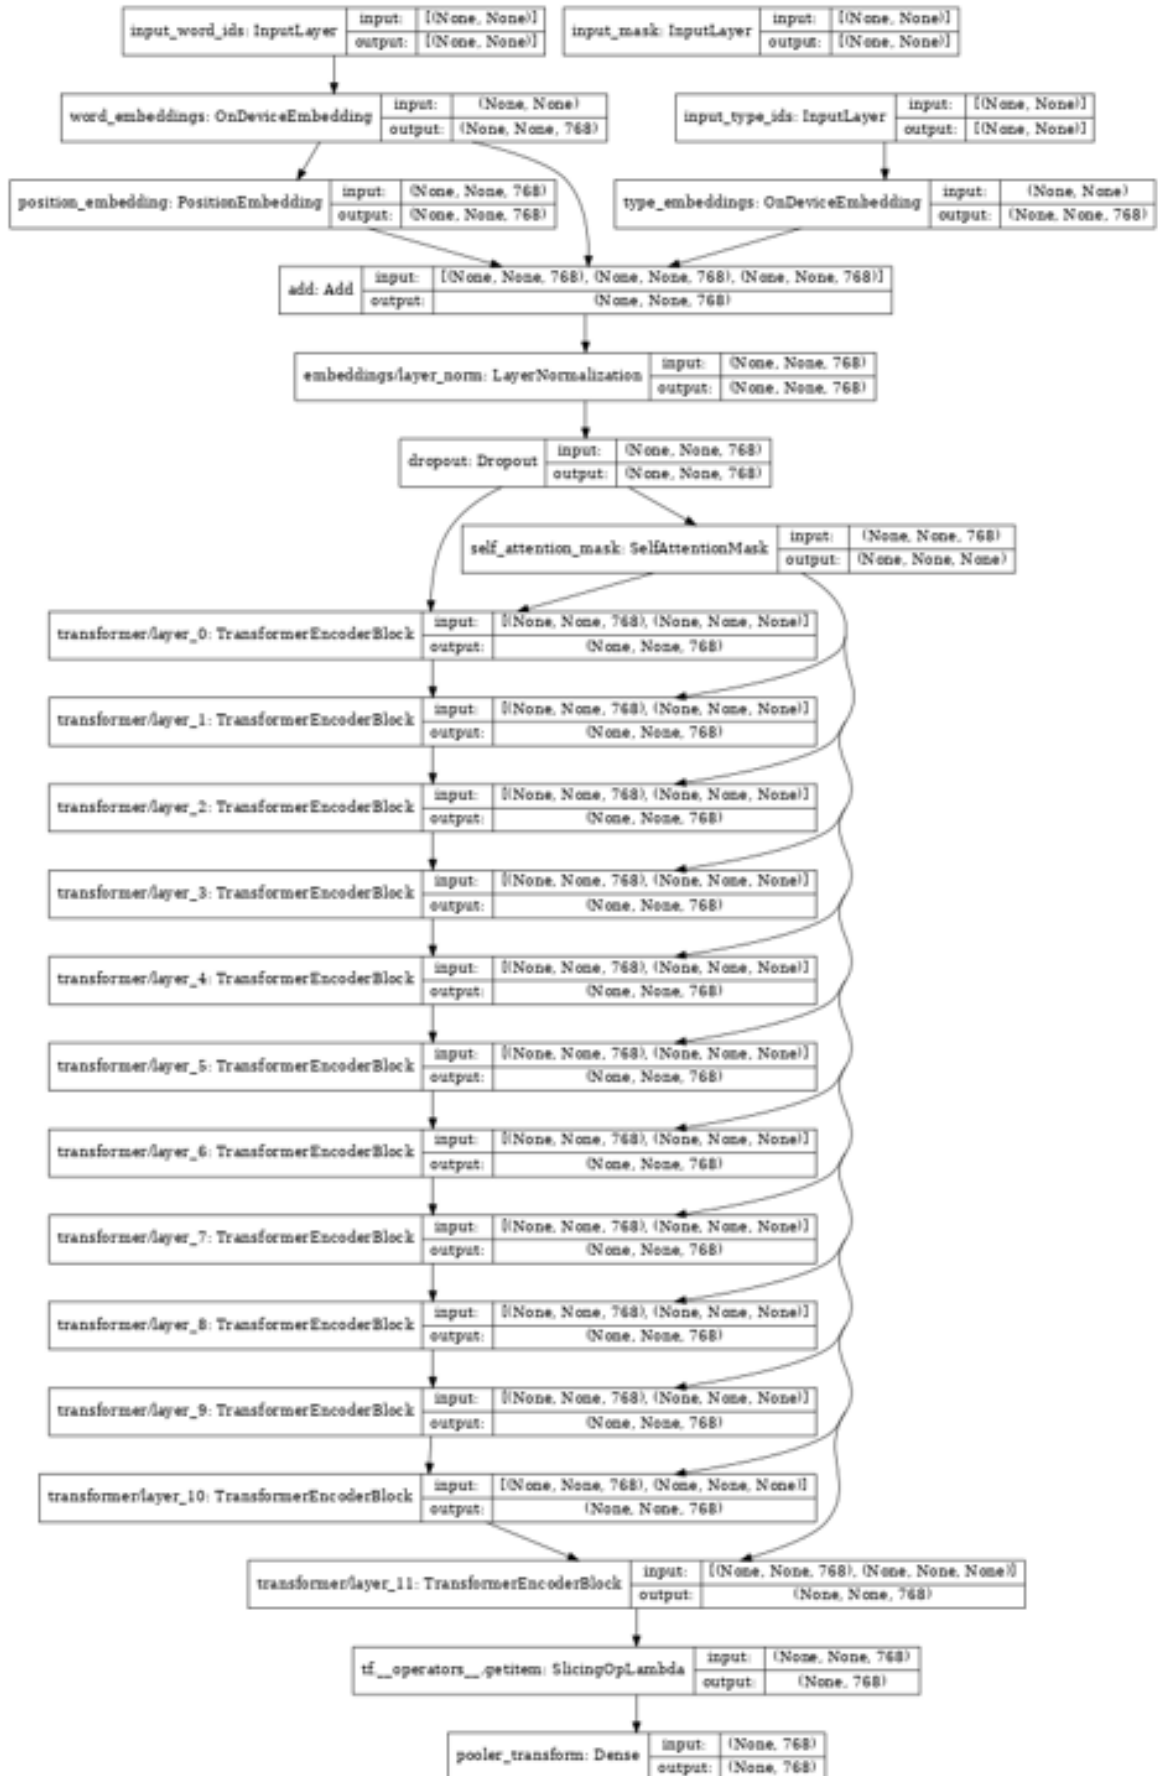 input_word_ids: InputLayer input: [(None, None)] output: [(None, None)]
input_mask: InputLayer input: [(None, None)] output: [(None, None)]
word_embeddings: OnDeviceEmbedding input: (None, None) output: (None, None, 768)
input_type_ids: InputLayer input: [(None, None)] output: [(None, None)]
position_embedding: PositionEmbedding input: (None, None, 768) output: (None, None, 768)
type_embeddings: OnDeviceEmbedding input: (None, None) output: (None, None, 768)
add: Add input: [(None, None, 768), (None, None, 768), (None, None, 768)] output: (None, None, 768)
embeddings/layer_norm: LayerNormalization input: (None, None, 768) output: (None, None, 768)
dropout: Dropout input: (None, None, 768) output: (None, None, 768)
self_attention_mask: SelfAttentionMask input: (None, None, 768) output: (None, None, None)
transformer/layer_0: TransformerEncoderBlock input: [(None, None, 768), (None, None, None)] output: (None, None, 768)
transformer/layer_1: TransformerEncoderBlock input: [(None, None, 768), (None, None, None)] output: (None, None, 768)
transformer/layer_2: TransformerEncoderBlock input: [(None, None, 768), (None, None, None)] output: (None, None, 768)
transformer/layer_3: TransformerEncoderBlock input: [(None, None, 768), (None, None, None)] output: (None, None, 768)
transformer/layer_4: TransformerEncoderBlock input: [(None, None, 768), (None, None, None)] output: (None, None, 768)
transformer/layer_5: TransformerEncoderBlock input: [(None, None, 768), (None, None, None)] output: (None, None, 768)
transformer/layer_6: TransformerEncoderBlock input: [(None, None, 768), (None, None, None)] output: (None, None, 768)
transformer/layer_7: TransformerEncoderBlock input: [(None, None, 768), (None, None, None)] output: (None, None, 768)
transformer/layer_8: TransformerEncoderBlock input: [(None, None, 768), (None, None, None)] output: (None, None, 768)
transformer/layer_9: TransformerEncoderBlock input: [(None, None, 768), (None, None, None)] output: (None, None, 768)
transformer/layer_10: TransformerEncoderBlock input: [(None, None, 768), (None, None, None)] output: (None, None, 768)
transformer/layer_11: TransformerEncoderBlock input: [(None, None, 768), (None, None, None)] output: (None, None, 768)
tf.__operators__.getitem: SlicingOpLambda input: (None, None, 768) output: (None, 768)
pooler_transform: Dense input: (None, 768) output: (None, 768)